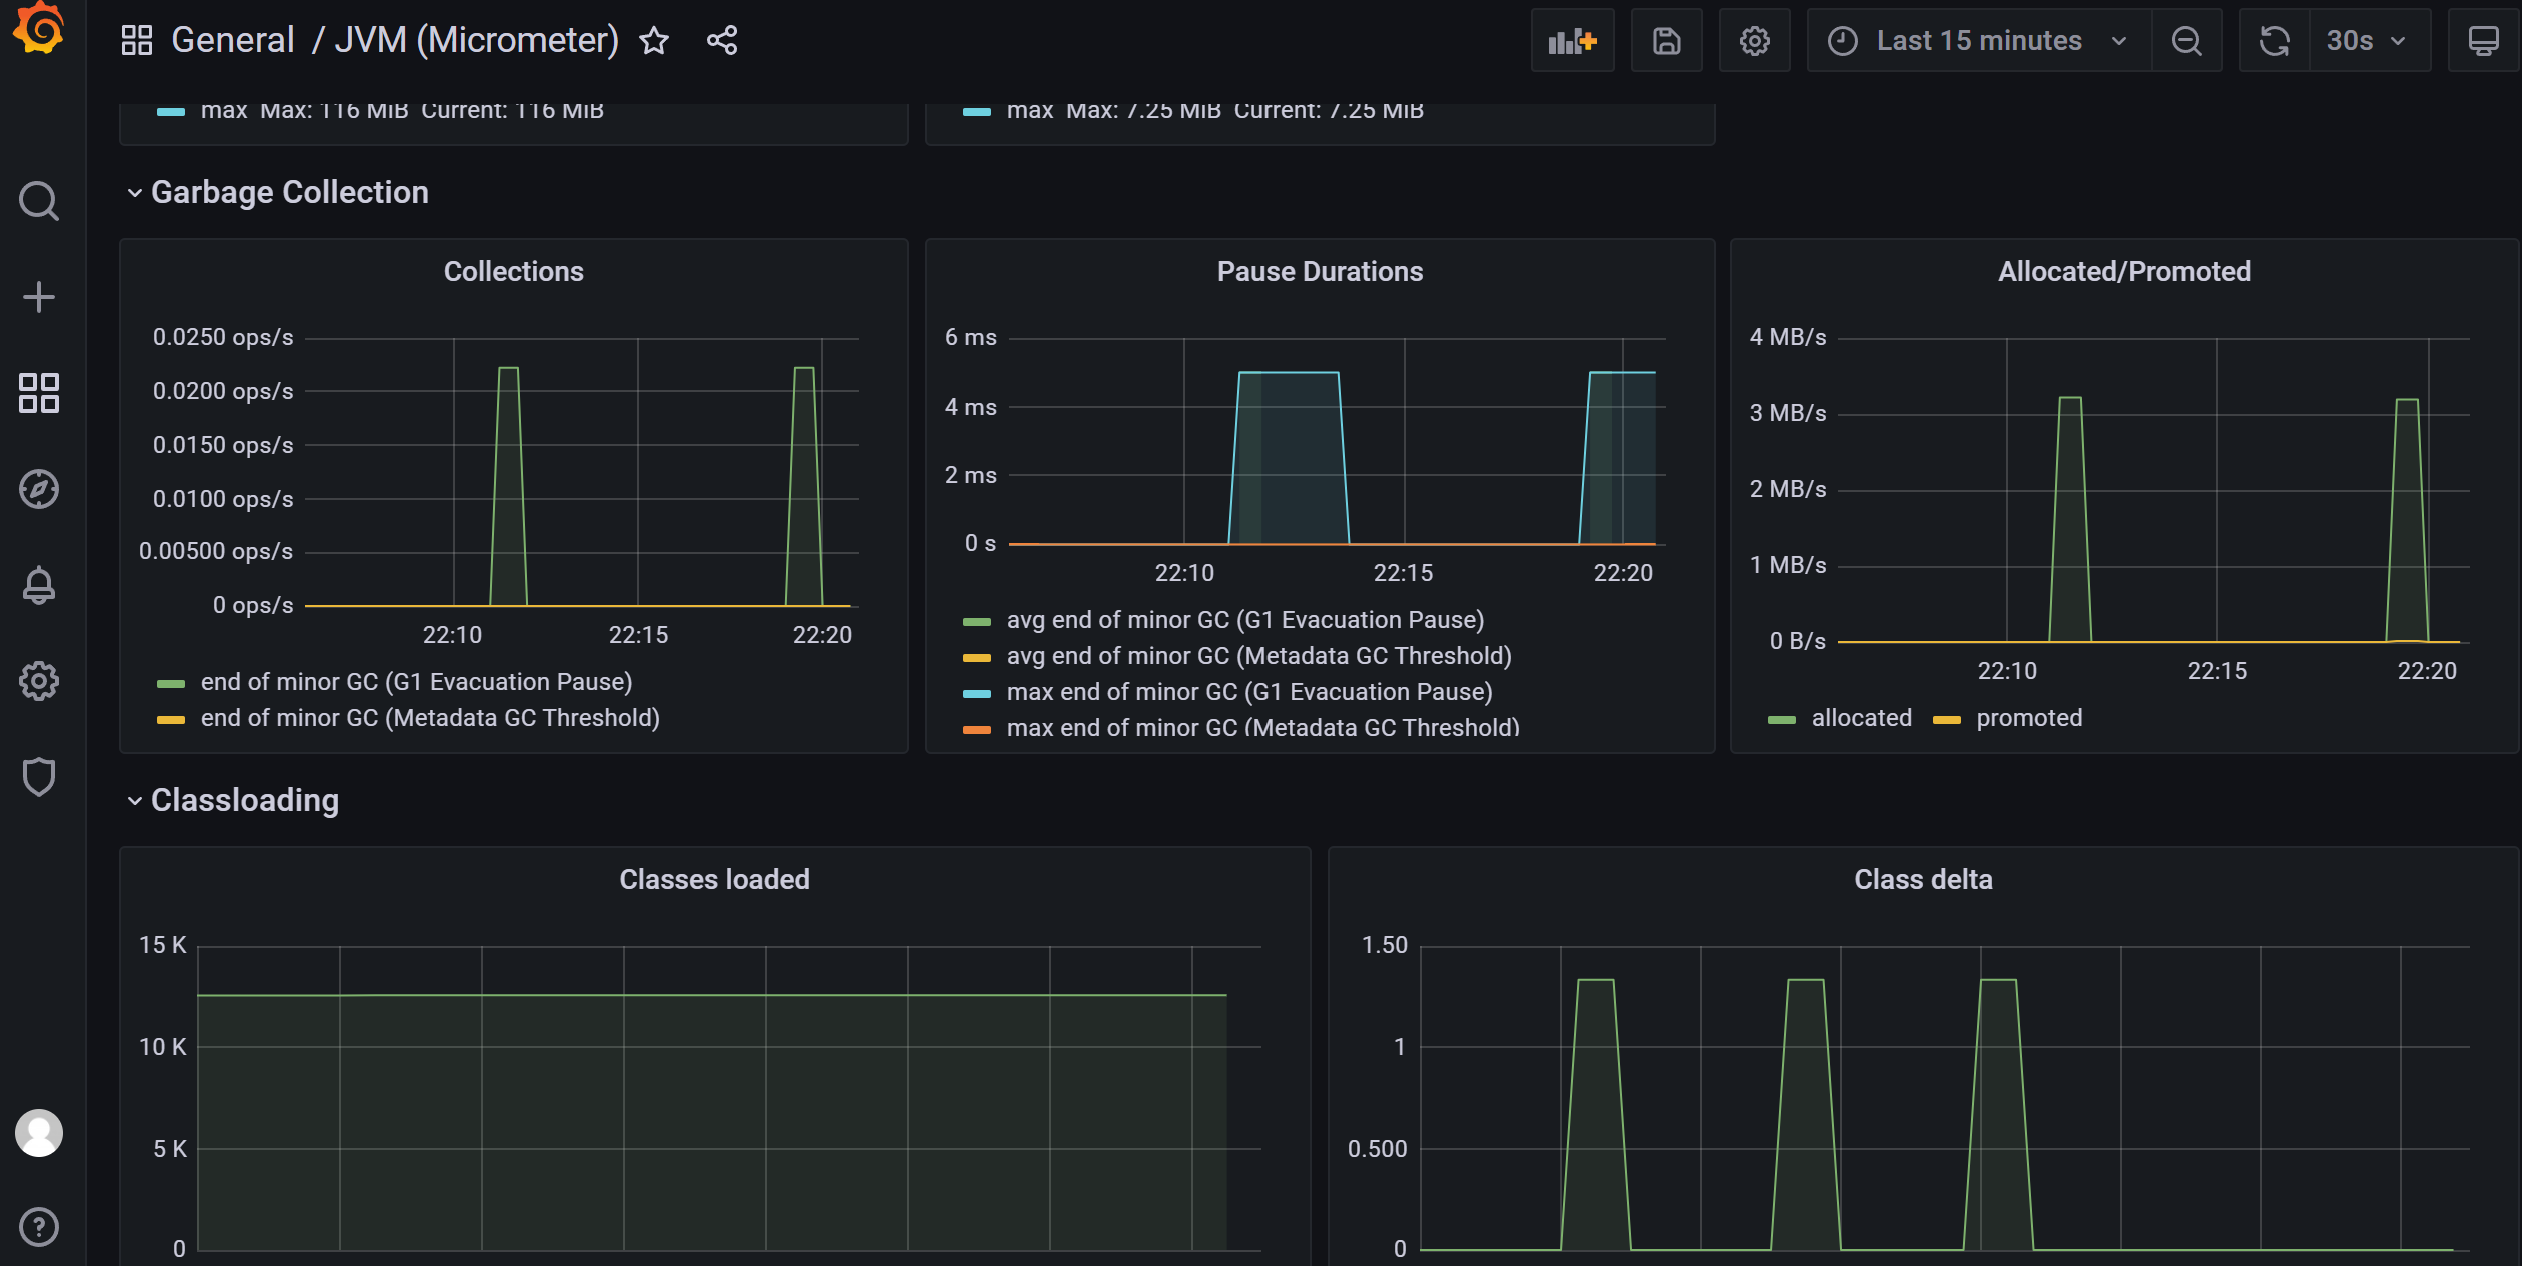 General / JVM (Micrometer)
Last 15 minutes
30s
max Max: 116 MiB Current: 116 MiB
max Max: 7.25 MiB Current: 7.25 MiB
Garbage Collection
Collections
0.0250 ops/s
0.0200 ops/s
0.0150 ops/s
0.0100 ops/s
0.00500 ops/s
0 ops/s
22:10 22:15 22:20
end of minor GC (G1 Evacuation Pause)
end of minor GC (Metadata GC Threshold)
Pause Durations
6 ms
4 ms
2 ms
0 s
22:10 22:15 22:20
avg end of minor GC (G1 Evacuation Pause)
avg end of minor GC (Metadata GC Threshold)
max end of minor GC (G1 Evacuation Pause)
max end of minor GC (Metadata GC Threshold)
Allocated/Promoted
4 MB/s
3 MB/s
2 MB/s
1 MB/s
0 B/s
22:10 22:15 22:20
allocated promoted
Classloading
Classes loaded
15 K
10 K
5 K
0
Class delta
1.50
1
0.500
0